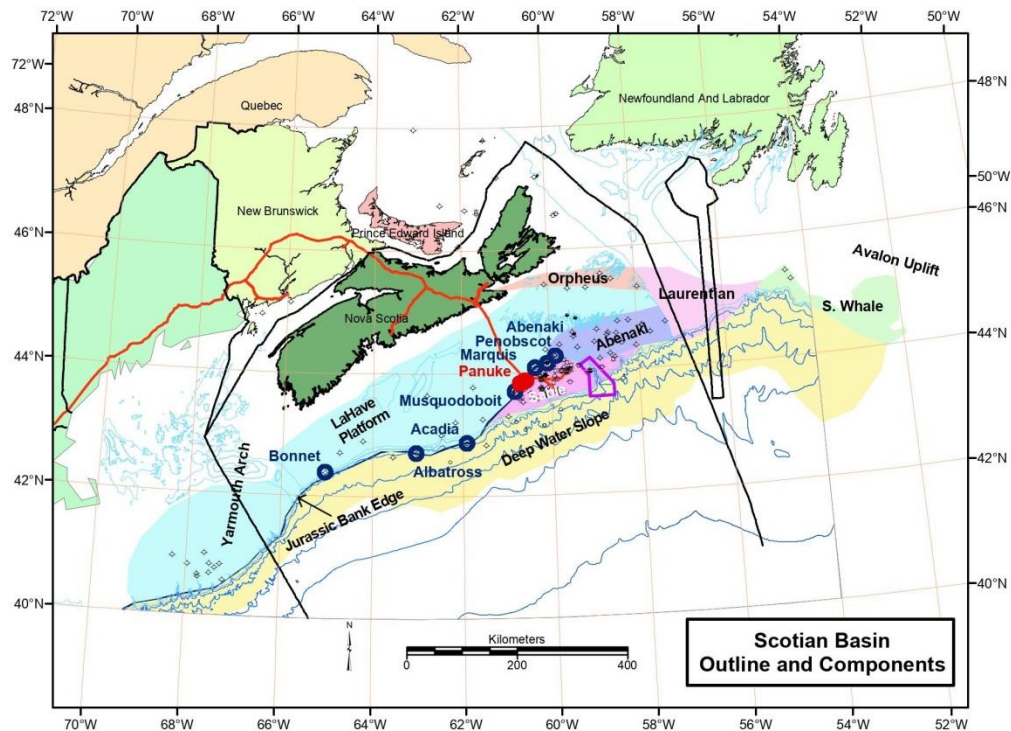 72°W 70°W 68°W 66°W 64°W 62°W 60°W 58°W 56°W 54°W 52°W 50°W
72°W
48°N
46°N
44°N
42°N
40°N
48°N
50°W
46°N
44°N
42°N
40°N
Quebec
Newfoundland And Labrador
New Brunswick
Prince Edward Island
Nova Scotia
Avalon Uplift
Orpheus
Laurentian
S. Whale
Abenaki
Penobscot
Abenaki
Marquis
Panuke
Sable
Musquodoboit
LaHave
Platform
Acadia
Deep Water Slope
Bonnet
Albatross
Yarmouth Arch
Jurassic Bank Edge
N
Kilometers
0 200 400
Scotian Basin
Outline and Components
70°W 68°W 66°W 64°W 62°W 60°W 58°W 56°W 54°W 52°W